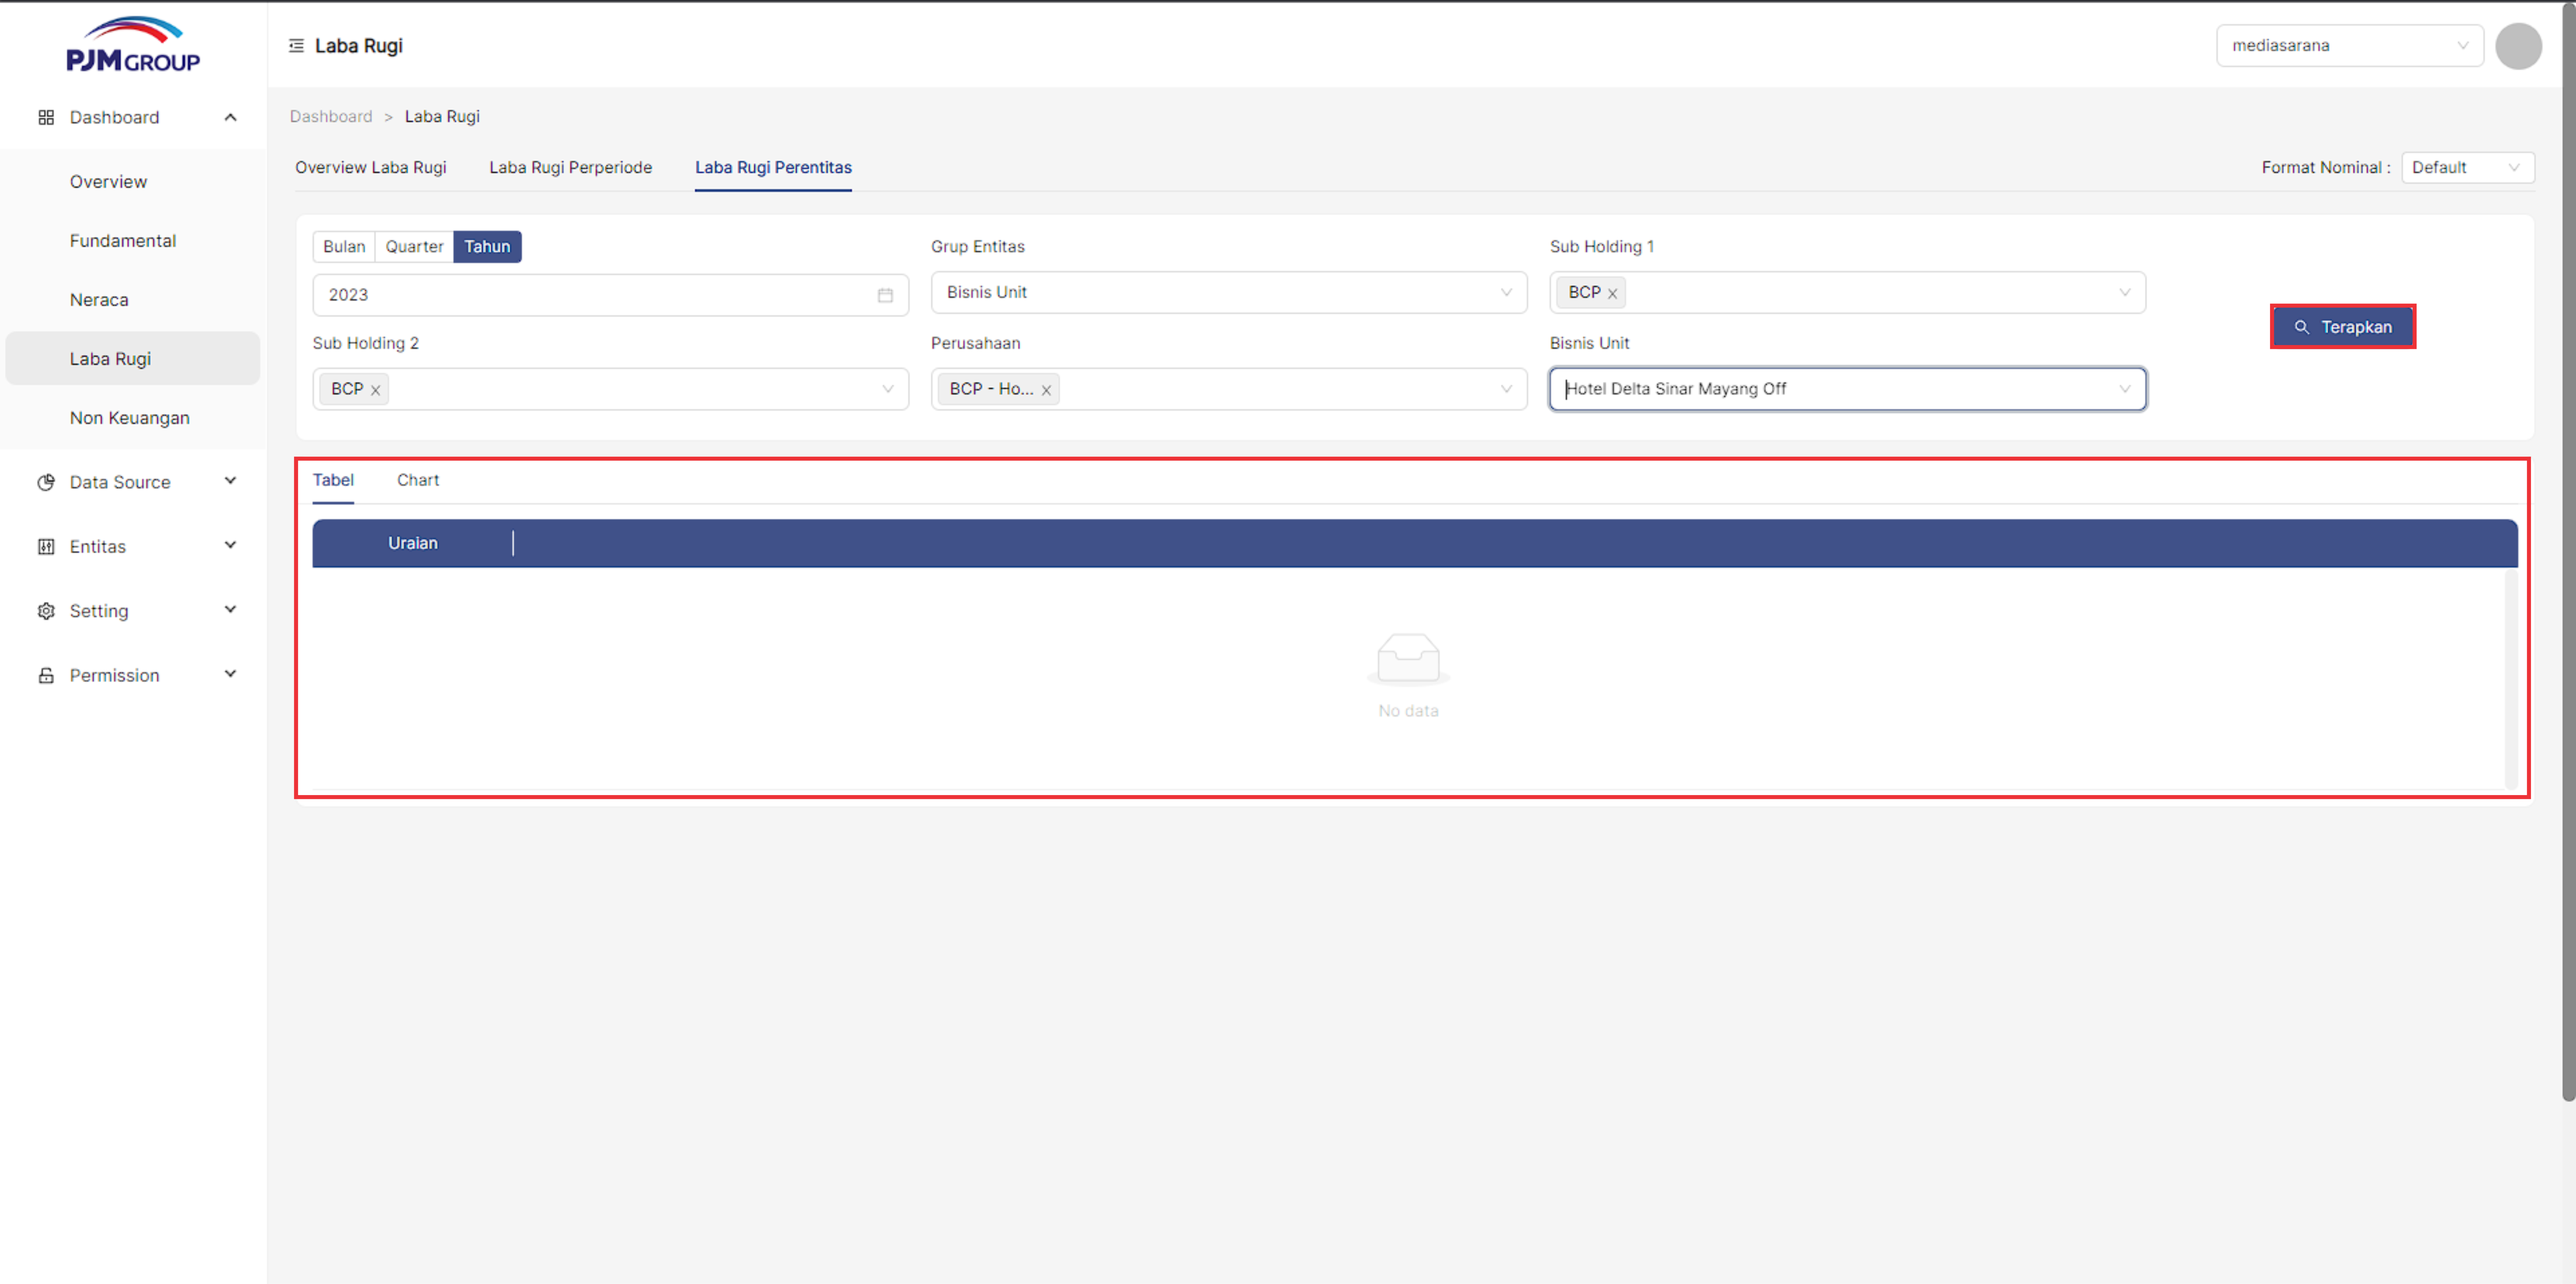 PJM GROUP
Laba Rugi
mediasarana
Dashboard
Overview
Fundamental
Neraca
Laba Rugi
Non Keuangan
Data Source
Entitas
Setting
Permission
Dashboard > Laba Rugi
Overview Laba Rugi Laba Rugi Perperiode Laba Rugi Perentitas
Format Nominal : Default
Bulan Quarter Tahun
2023
Grup Entitas
Bisnis Unit
Sub Holding 1
BCP
Sub Holding 2
BCP
Perusahaan
BCP - Ho...
Bisnis Unit
Hotel Delta Sinar Mayang Off
Terapkan
Tabel Chart
Uraian
No data